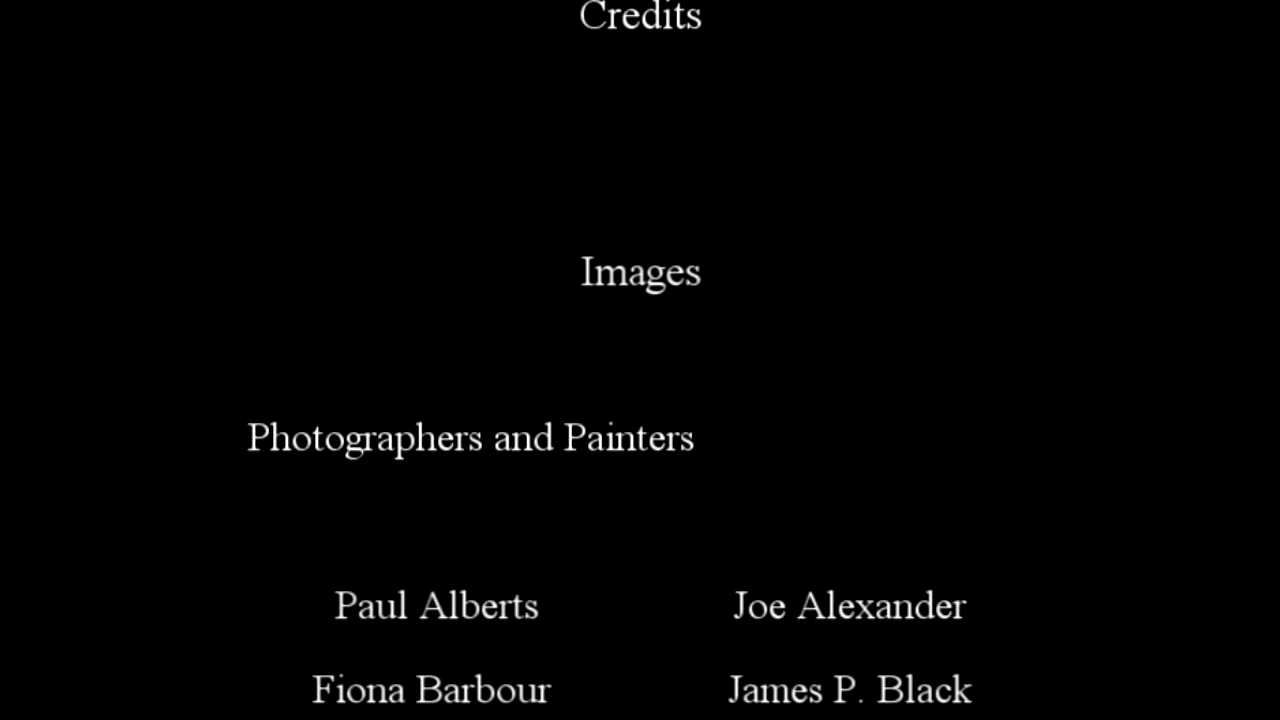 Credits
Images
Photographers and Painters
Paul Alberts Joe Alexander
Fiona Barbour James P. Black